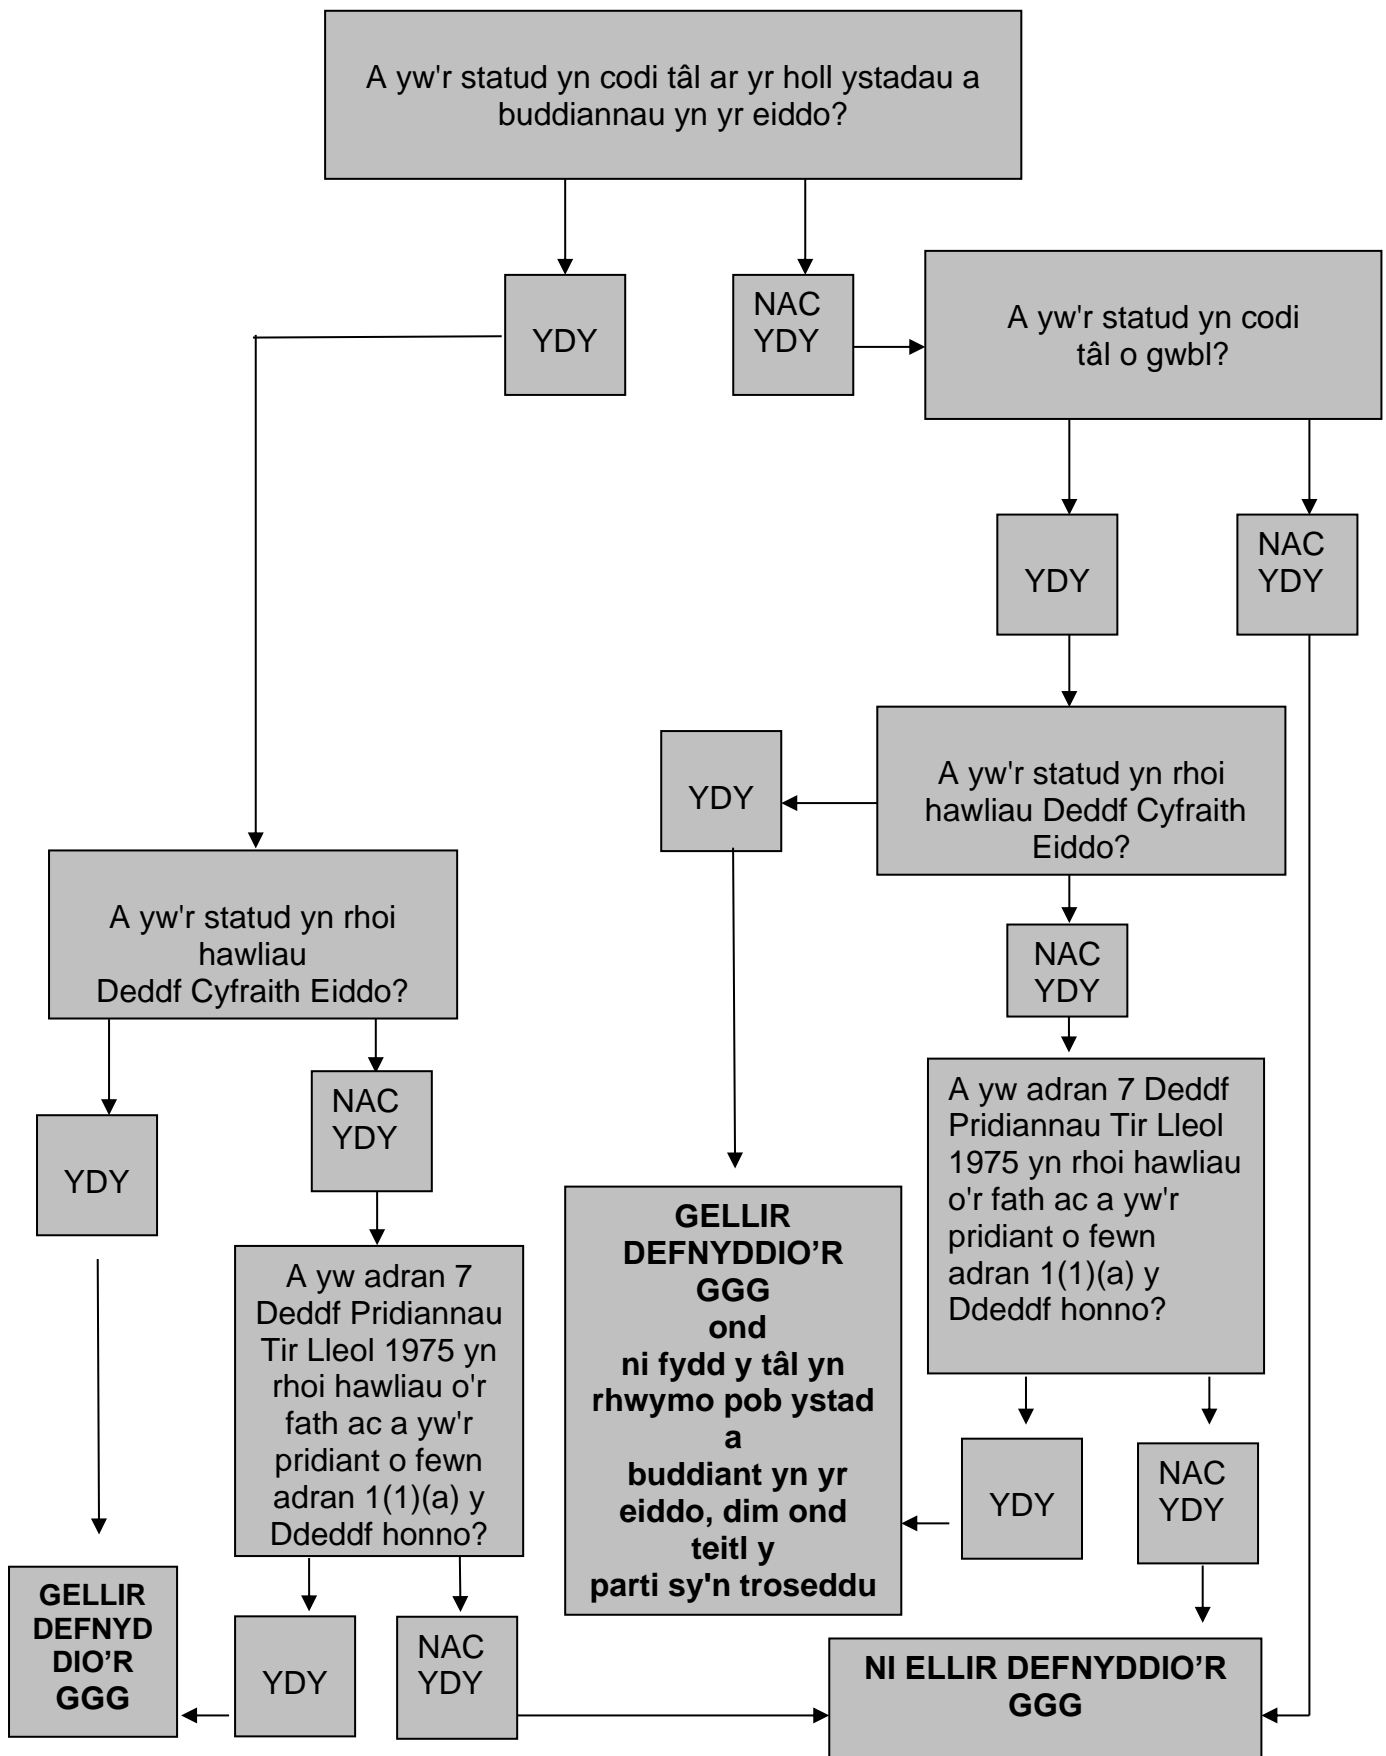 A yw'r statud yn codi tâl ar yr holl ystadau a
buddiannau yn yr eiddo?
YDY
NAC
YDY
A yw'r statud yn codi
tâl o gwbl?
YDY
NAC
YDY
YDY
A yw'r statud yn rhoi
hawliau Deddf Cyfraith
Eiddo?
A yw'r statud yn rhoi
hawliau
Deddf Cyfraith Eiddo?
NAC
YDY
YDY
NAC
YDY
A yw adran 7 Deddf
Pridiannau Tir Lleol
1975 yn rhoi hawliau
o'r fath ac a yw'r
pridiant o fewn
adran 1(1)(a) y
Ddeddf honno?
A yw adran 7
Deddf Pridiannau
Tir Lleol 1975 yn
rhoi hawliau o'r
fath ac a yw'r
pridiant o fewn
adran 1(1)(a) y
Ddeddf honno?
GELLIR
DEFNYDDIO’R
GGG
ond
ni fydd y tâl yn
rhwymo pob ystad
a
buddiant yn yr
eiddo, dim ond
teitl y
parti sy'n troseddu
YDY
NAC
YDY
GELLIR
DEFNYD
DIO’R
GGG
YDY
NAC
YDY
NI ELLIR DEFNYDDIO’R
GGG